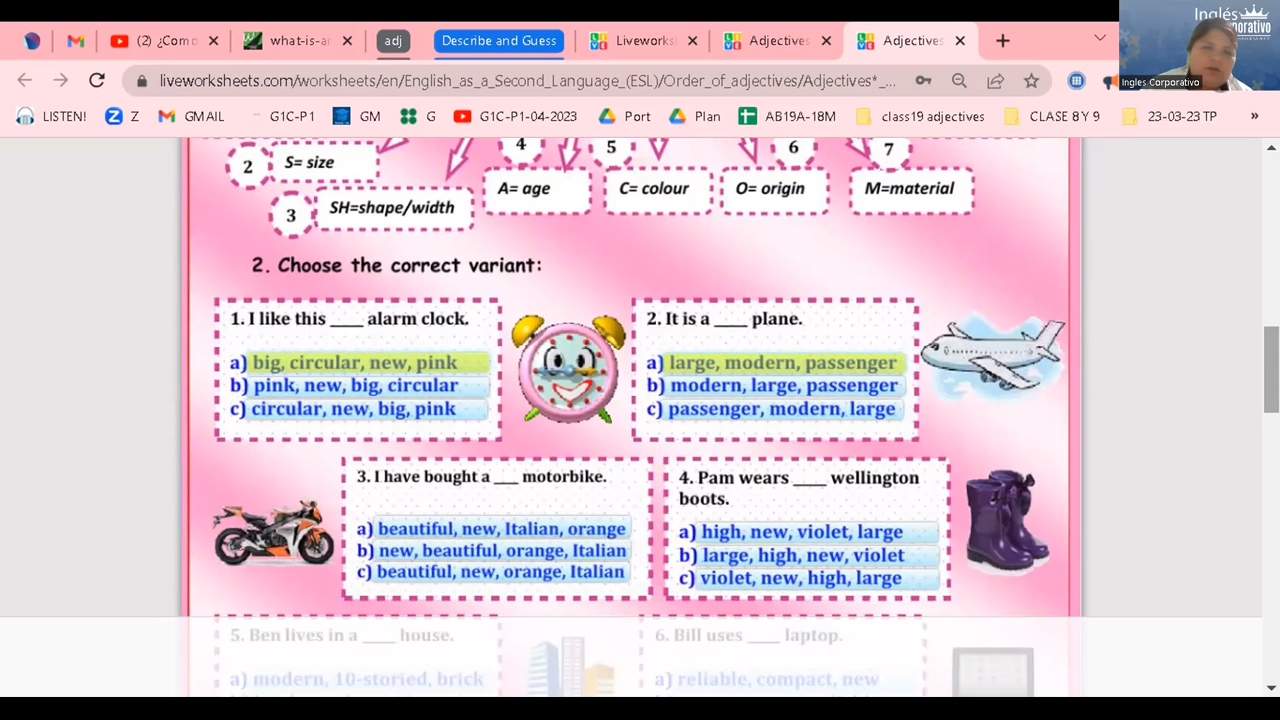 Inglés
Corporativo
Ingles Corporativo
(2) ¿Com d
what-is-ar
adj
Describe and Guess
Livework
Adjectives
Adjectives
liveworksheets.com/worksheets/en/English_as_a_Second_Language_(ESL)/Order_of_adjectives/Adjectives*_...
LISTEN!
Z
GMAIL
G1C-P1
GM
G
G1C-P1-04-2023
Port
Plan
AB19A-18M
class19 adjectives
CLASE 8Y 9
23-03-23 TP
»
2
S= size
3
SH=shape/width
4
A= age
5
C= colour
6
O= origin
7
M=material
2. Choose the correct variant:
1. I like this ____ alarm clock.
a) big, circular, new, pink
b) pink, new, big, circular
c) circular, new, big, pink
2. It is a ____ plane.
a) large, modern, passenger
b) modern, large, passenger
c) passenger, modern, large
3. I have bought a ___ motorbike.
a) beautiful, new, Italian, orange
b) new, beautiful, orange, Italian
c) beautiful, new, orange, Italian
4. Pam wears ____ wellington
boots.
a) high, new, violet, large
b) large, high, new, violet
c) violet, new, high, large
5. Ben lives in a ____ house.
a) modern, 10-storied, brick
6. Bill uses ____ laptop.
a) reliable, compact, new